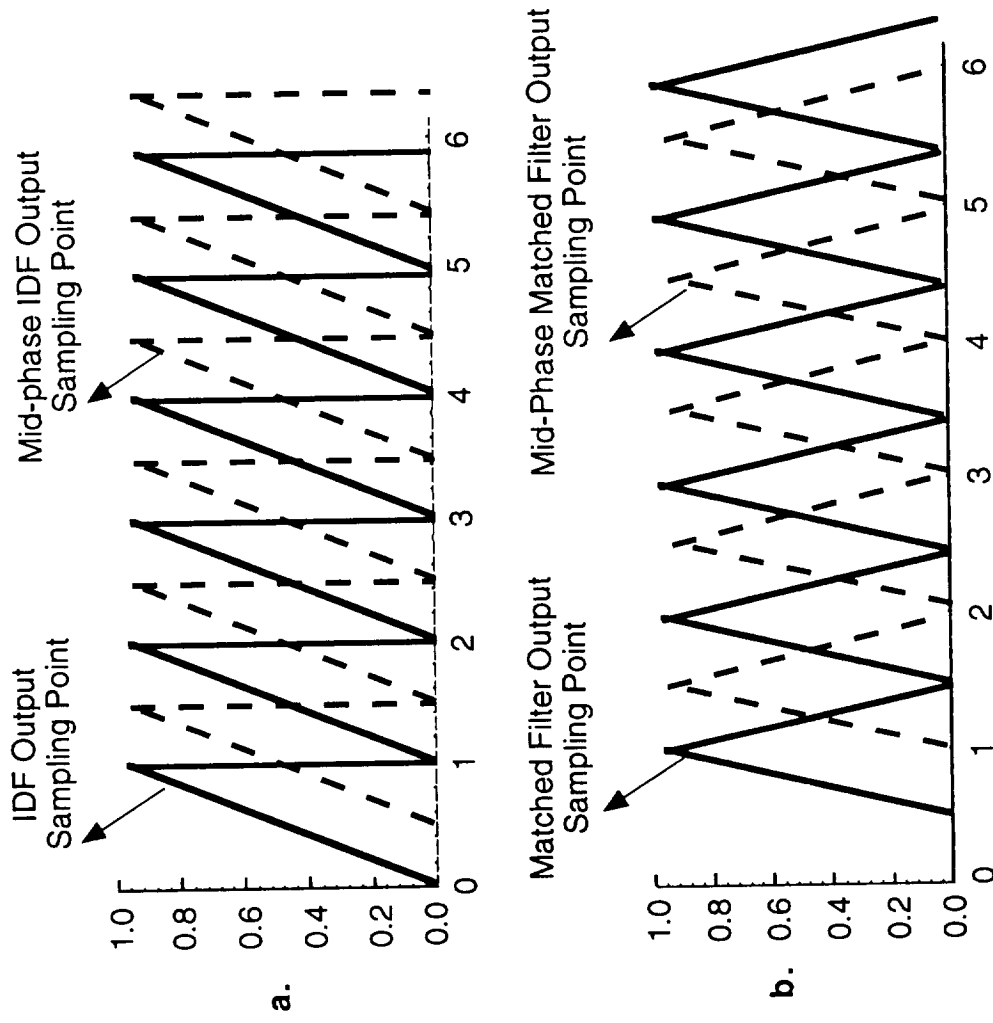 a.
IDF Output
Sampling Point
Mid-phase IDF Output
Sampling Point
1.0
0.8
0.6
0.4
0.2
0.0
0 1 2 3 4 5 6
b.
Matched Filter Output
Sampling Point
Mid-Phase Matched Filter Output
Sampling Point
1.0
0.8
0.6
0.4
0.2
0.0
0 1 2 3 4 5 6